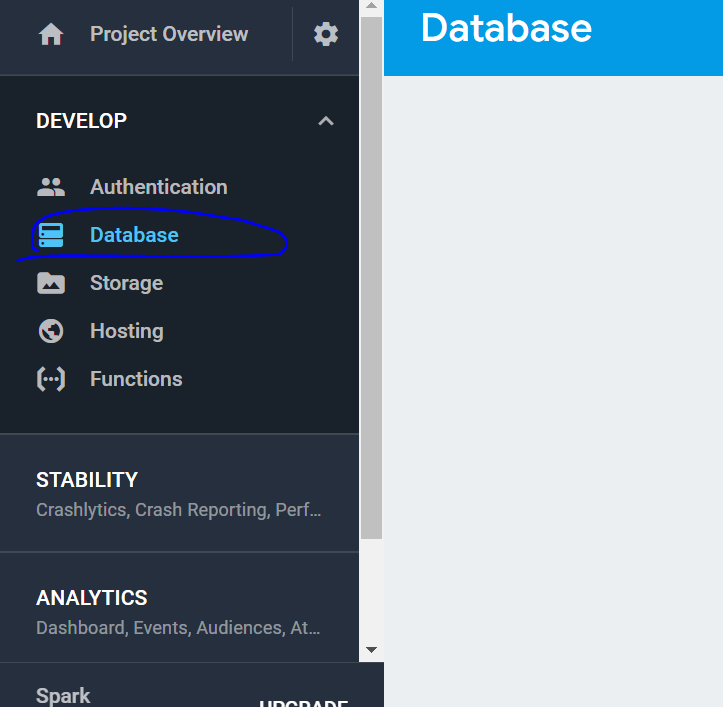 Project Overview
Database
DEVELOP
Authentication
Database
Storage
Hosting
Functions
STABILITY
Crashlytics, Crash Reporting, Perf...
ANALYTICS
Dashboard, Events, Audiences, At...
Spark
UPGRADE